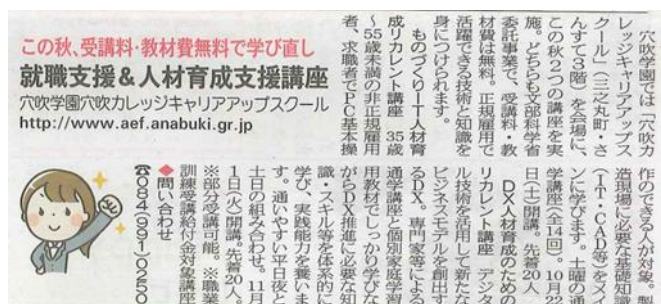 この秋、受講料・教材費無料で学び直し
就職支援＆人材育成支援講座
穴吹学園穴吹カレッジキャリアアップスクール
http://www.aef.anabuki.gr.jp
穴吹学園では「穴吹カ
レッジキャリアアップス
クール」（三之丸町・さ
んすて3階）を会場に、
この秋2つの講座を実
施。どちらも文部科学省
委託事業で、受講料・教
材費は無料。正規雇用で
活躍できる技術と知識を
身につけられます。
ものづくりIT人材育
成リカレント講座　35歳
～55歳未満の非正規雇用
者、求職者でPC基本操
作のできる人が対象。製
造現場に必要な基礎知識
（IT・CAD等）をメイ
ンに学びます。土曜の通
学講座（全14回）。10月22
日（土）開講。先着20人。
DX人材育成のための
リカレント講座　デジタ
ル技術を活用して新たな
ビジネスモデルを創出す
るDX。専門家等による
通学講座と個別家庭学習
用教材でしっかり学びな
がらDX推進に必要な知
識・スキル等を体系的に
学び、実践能力を養いま
す。通いやすい平日夜と
土日の組み合わせ。11月
1日（火）開講。先着20人。
※部分受講可能。※職業
訓練受講給付金対象講座
◆問い合わせ
☎084（991）0250